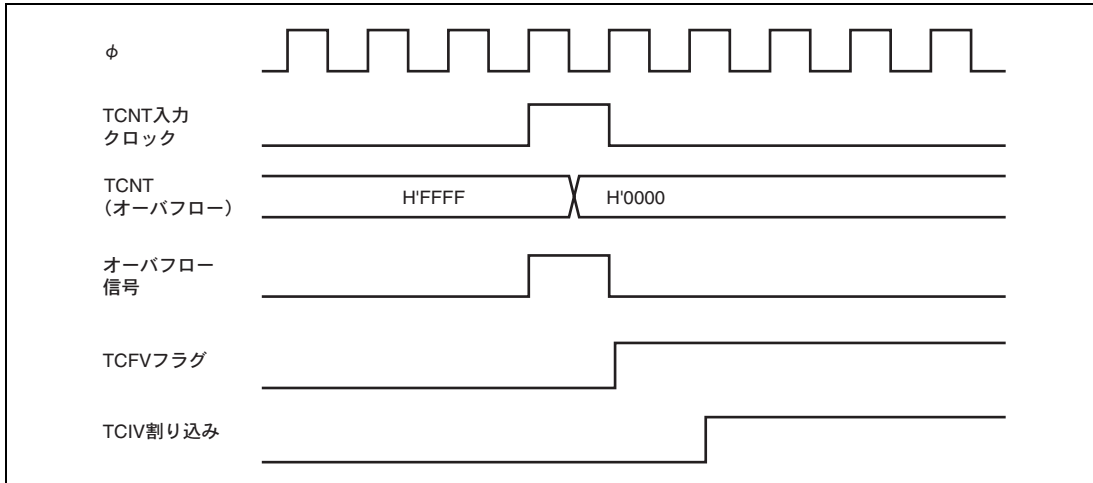 φ
TCNT入力
クロック
TCNT
（オーバフロー）
H'FFFF
H'0000
オーバフロー
信号
TCFVフラグ
TCIV割り込み